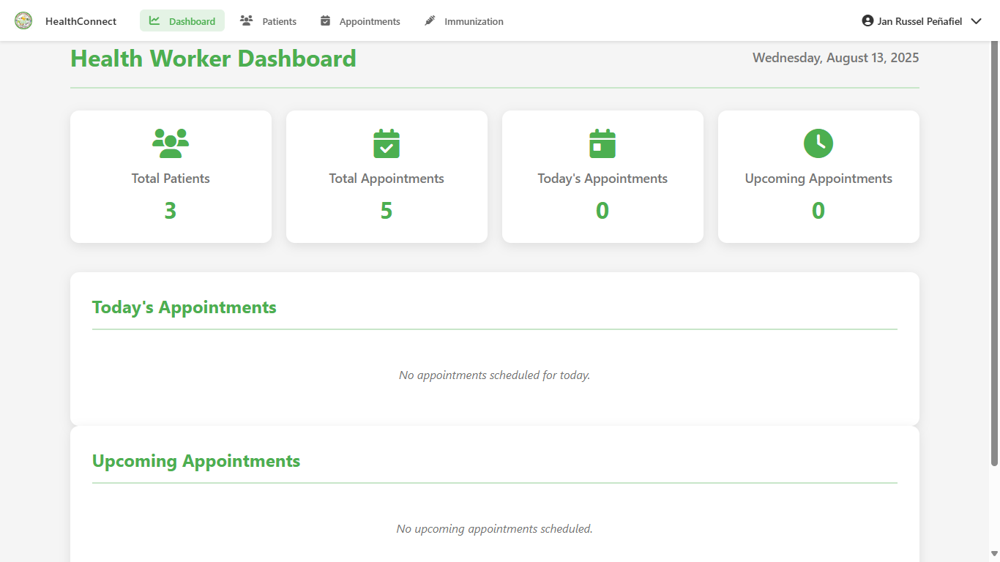 HealthConnect Dashboard Patients Appointments Immunization Jan Russel Peñafiel
Health Worker Dashboard Wednesday, August 13, 2025
Total Patients
3
Total Appointments
5
Today's Appointments
0
Upcoming Appointments
0
Today's Appointments
No appointments scheduled for today.
Upcoming Appointments
No upcoming appointments scheduled.